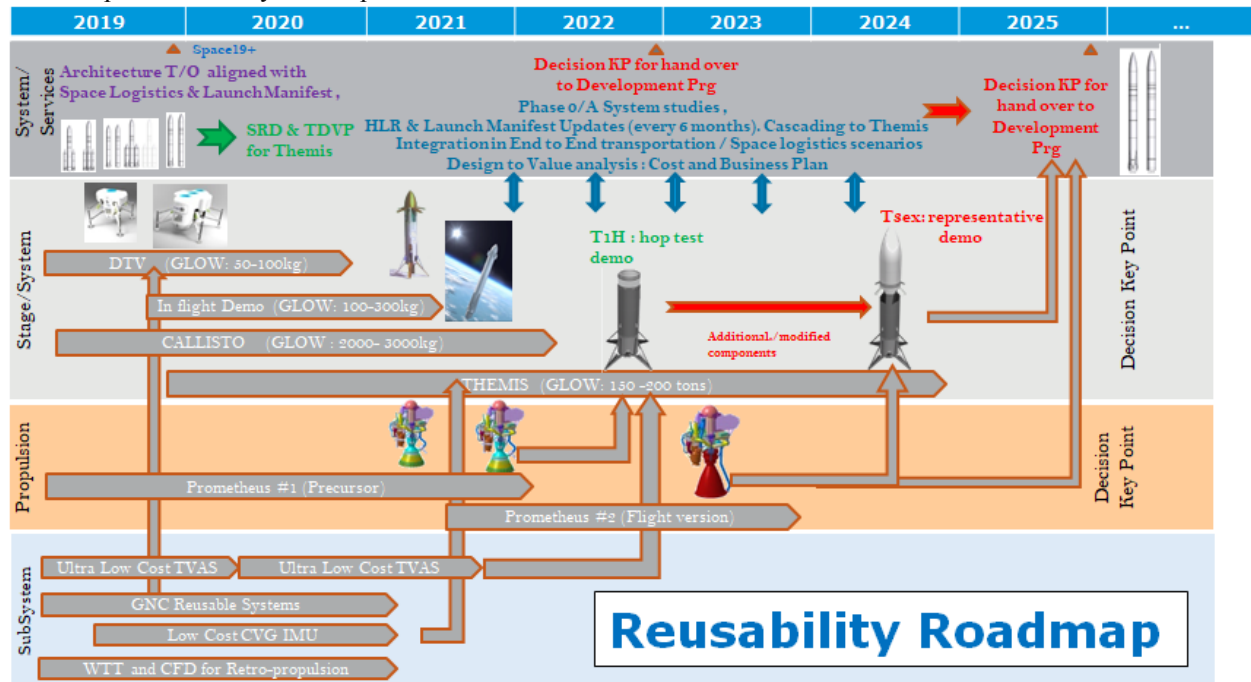 2019 2020 2021 2022 2023 2024 2025 ...
System/
Services
Space19+
Architecture T/O aligned with
Space Logistics & Launch Manifest ,
SRD & TDVP
for Themis
Decision KP for hand over
to Development Prg
Phase 0/A System studies ,
HLR & Launch Manifest Updates (every 6 months). Cascading to Themis
Integration in End to End transportation / Space logistics scenarios
Design to Value analysis : Cost and Business Plan
Decision KP for
hand over to
Development
Prg
Stage/System
DTV (GLOW: 50-100kg)
In flight Demo (GLOW: 100-300kg)
CALLISTO (GLOW : 2000- 3000kg)
THEMIS (GLOW: 150 -200 tons)
T1H : hop test
demo
Additional/modified
components
T3ex: representative
demo
Decision Key Point
Propulsion
Prometheus #1 (Precursor)
Prometheus #2 (Flight version)
Decision
Key Point
SubSystem
Ultra Low Cost TVAS
Ultra Low Cost TVAS
GNC Reusable Systems
Low Cost CVG IMU
WTT and CFD for Retro-propulsion
Reusability Roadmap